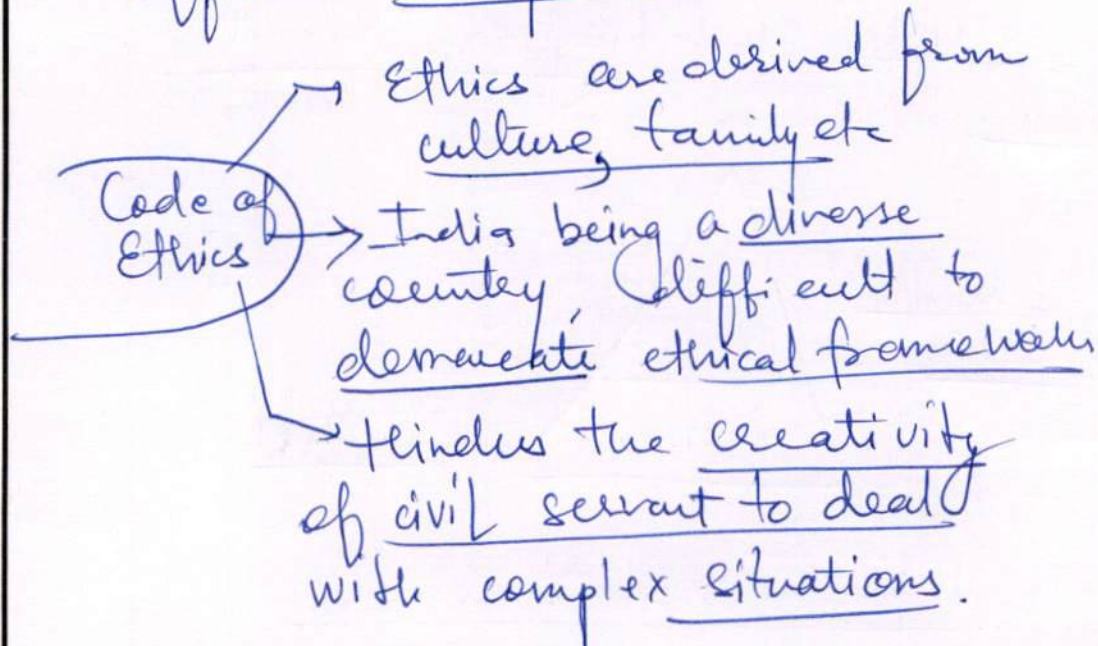 Ethics are derived from
culture, family etc
Code of
Ethics
India being a diverse
country, difficult to
demarcate ethical framework
Hinders the creativity
of civil servant to deal
with complex situations.